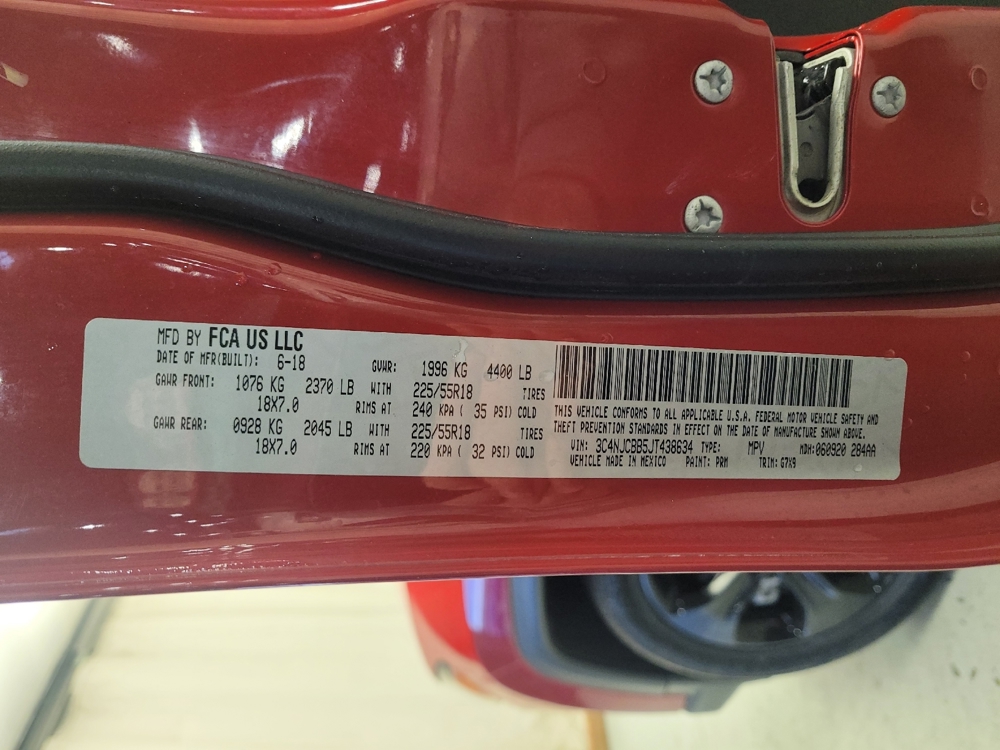 MFD BY FCA US LLC
DATE OF MFR(BUILT): 6-18 GVWR: 1996 KG 4400 LB
GAWR FRONT: 1076 KG 2370 LB WITH 225/55R18 TIRES
18X7.0 RIMS AT 240 KPA ( 35 PSI) COLD
GAWR REAR: 0928 KG 2045 LB WITH 225/55R18 TIRES
18X7.0 RIMS AT 220 KPA ( 32 PSI) COLD
THIS VEHICLE CONFORMS TO ALL APPLICABLE U.S.A. FEDERAL MOTOR VEHICLE SAFETY AND
THEFT PREVENTION STANDARDS IN EFFECT ON THE DATE OF MANUFACTURE SHOWN ABOVE.
VIN: 3C4NJCBB5JT438634 TYPE: MPV MDH:060920 284AA
VEHICLE MADE IN MEXICO PAINT: PRM TRIM: G7X9